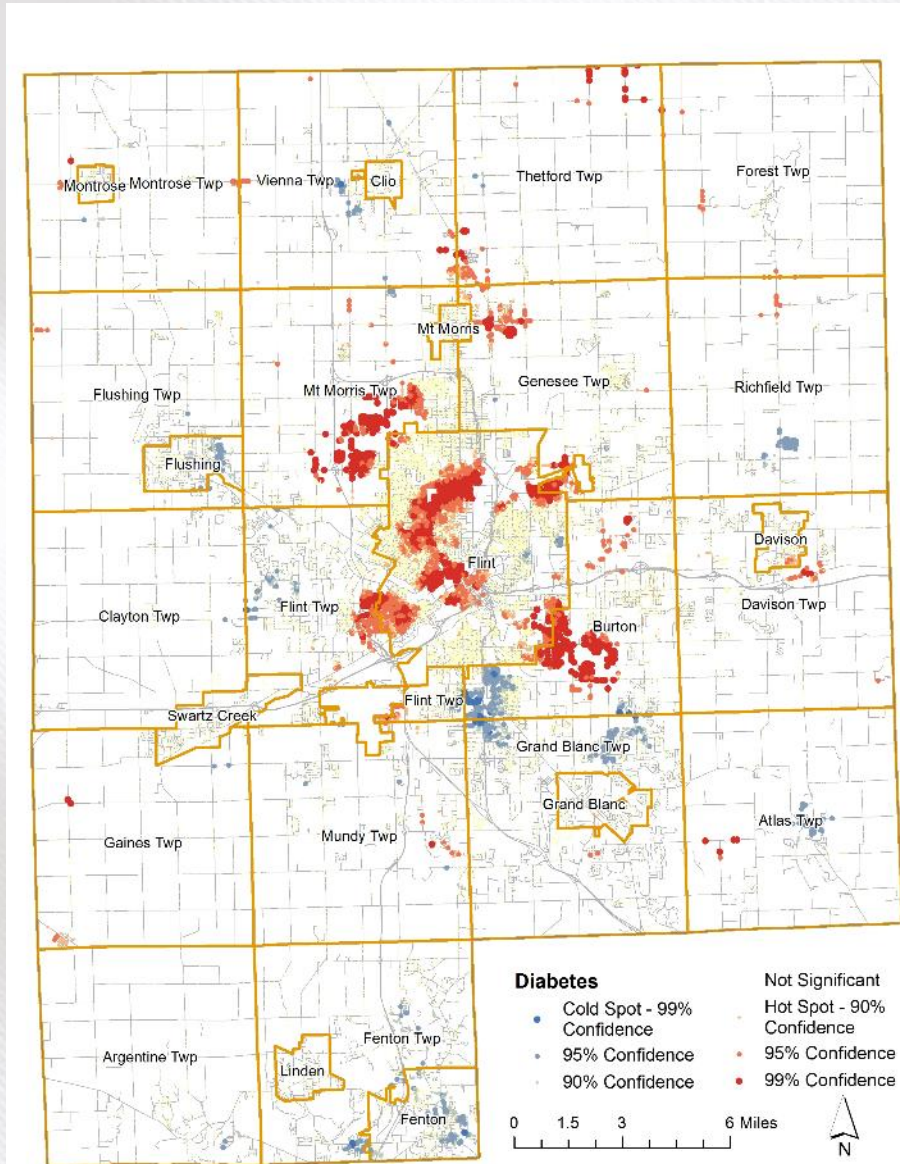 Thetford Twp
Forest Twp
Montrose Montrose Twp
Vienna Twp
Clio
Mt Morris
Genesee Twp
Richfield Twp
Mt Morris Twp
Flushing Twp
Flushing
Davison
Flint
Davison Twp
Flint Twp
Clayton Twp
Burton
Flint Twp
Swartz Creek
Grand Blanc Twp
Grand Blanc
Atlas Twp
Mundy Twp
Gaines Twp
Fenton Twp
Argentine Twp
Linden
Fenton
Diabetes
Cold Spot - 99%
Confidence
95% Confidence
90% Confidence
Not Significant
Hot Spot - 90%
Confidence
95% Confidence
99% Confidence
0 1.5 3 6 Miles
N